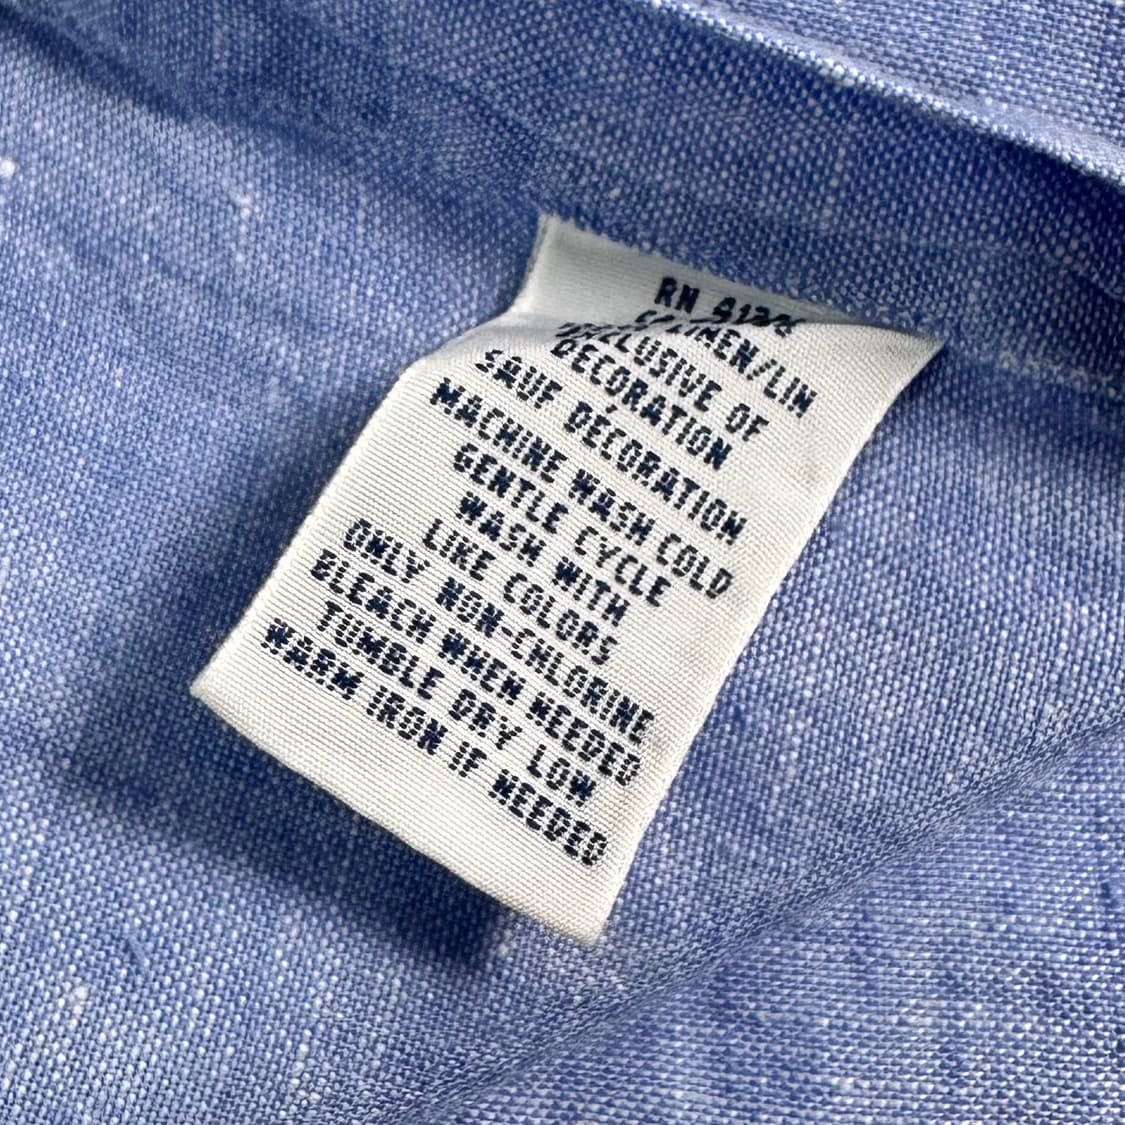 RN
LINEN/LIN
EXCLUSIVE OF
DECORATION
SAUF DÉCORATION
MACHINE WASH COLD
GENTLE CYCLE
WASH WITH
LIKE COLORS
ONLY NON-CHLORINE
BLEACH WHEN NEEDED
TUMBLE DRY LOW
WARM IRON IF NEEDED